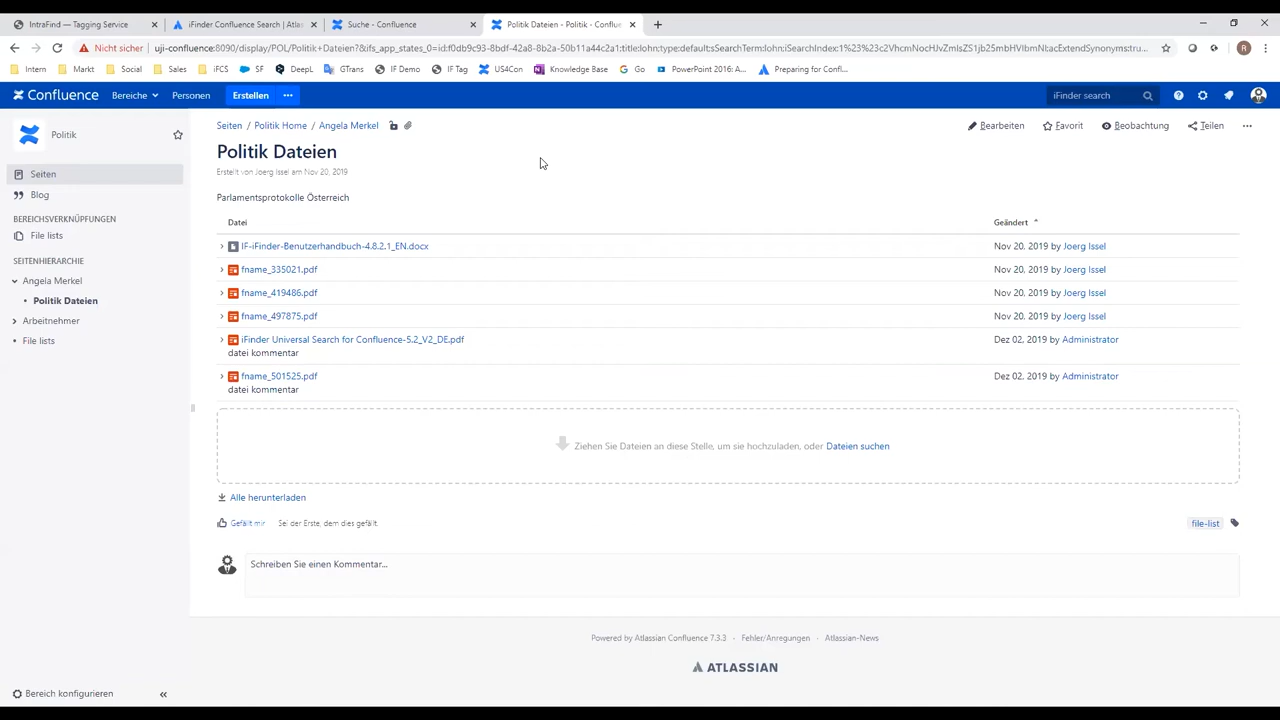 IntraFind — Tagging Service
iFinder Confluence Search | Atlas
Suche - Confluence
Politik Dateien - Politik - Conflu
Nicht sicher
uji-confluence:8090/display/POL/Politik+Dateien?
Intern
Markt
Social
Sales
iFCS
SF
DeepL
GTrans
IF Demo
IF Tag
US4Con
Knowledge Base
Go
PowerPoint 2016: A...
Preparing for Confl...
Confluence
Bereiche
Personen
Erstellen
iFinder search
Politik
Seiten / Politik Home / Angela Merkel
Bearbeiten
Favorit
Beobachtung
Teilen
Politik Dateien
Erstellt von Joerg Issel am Nov 20, 2019
Seiten
Blog
BEREICHSVERKNÜPFUNGEN
File lists
SEITENHIERARCHIE
Angela Merkel
Politik Dateien
Arbeitnehmer
File lists
Parlamentsprotokolle Österreich
Datei Geändert
IF-iFinder-Benutzerhandbuch-4.8.2.1_EN.docx Nov 20, 2019 by Joerg Issel
fname_335021.pdf Nov 20, 2019 by Joerg Issel
fname_419486.pdf Nov 20, 2019 by Joerg Issel
fname_497875.pdf Nov 20, 2019 by Joerg Issel
iFinder Universal Search for Confluence-5.2_V2_DE.pdf Dez 02, 2019 by Administrator
datei kommentar
fname_501525.pdf Dez 02, 2019 by Administrator
datei kommentar
Ziehen Sie Dateien an diese Stelle, um sie hochzuladen, oder Dateien suchen
Alle herunterladen
Gefällt mir Sei der Erste, dem dies gefällt.
file-list
Schreiben Sie einen Kommentar...
Powered by Atlassian Confluence 7.3.3 · Fehler/Anregungen · Atlassian-News
ATLASSIAN
Bereich konfigurieren